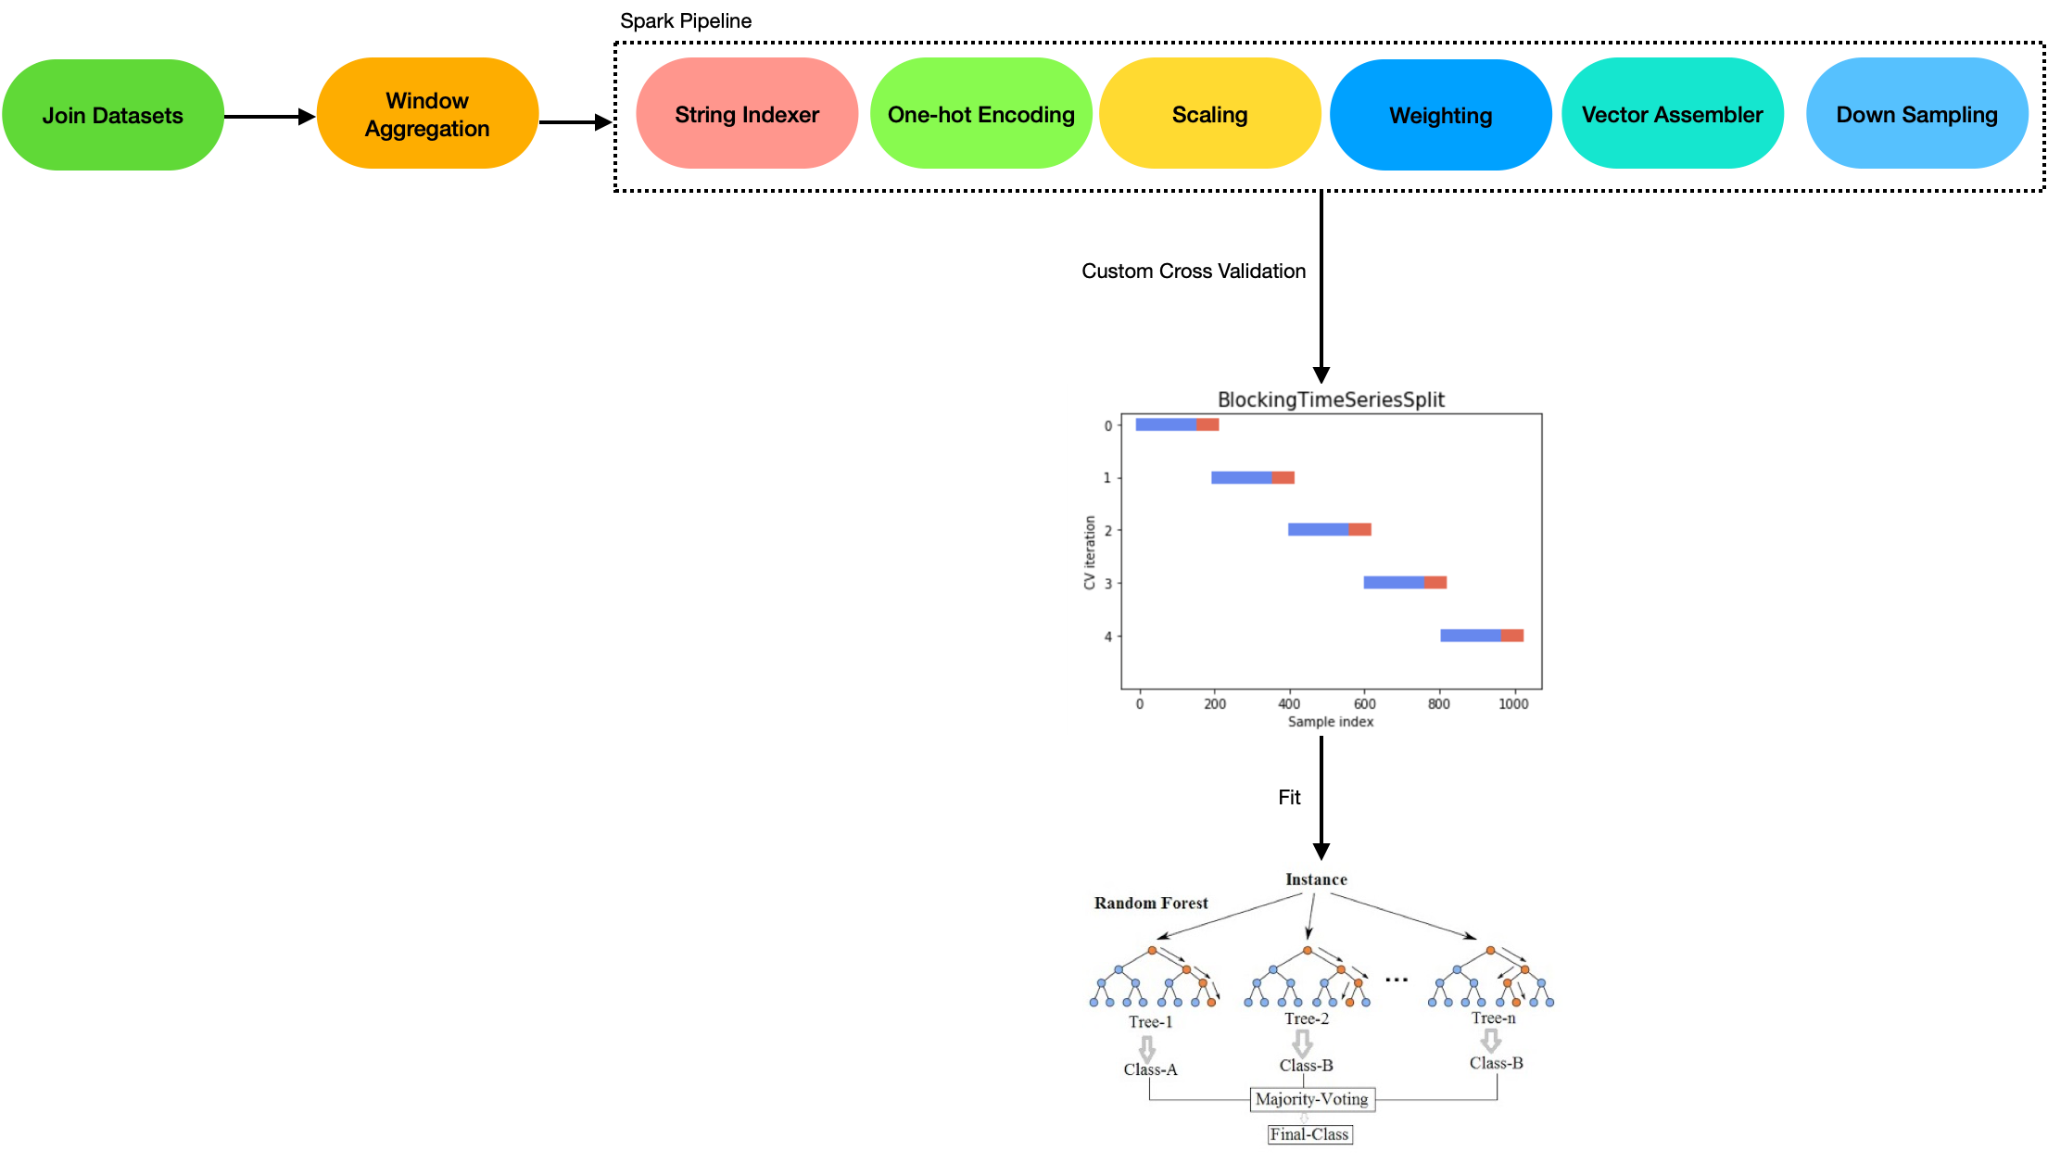 Spark Pipeline
Join Datasets
Window
Aggregation
String Indexer
One-hot Encoding
Scaling
Weighting
Vector Assembler
Down Sampling
Custom Cross Validation
BlockingTimeSeriesSplit
0
1
2
3
4
CV iteration
0 200 400 600 800 1000
Sample index
Fit
Instance
Random Forest
...
Tree-1 Tree-2 Tree-n
Class-A Class-B Class-B
Majority-Voting
Final-Class